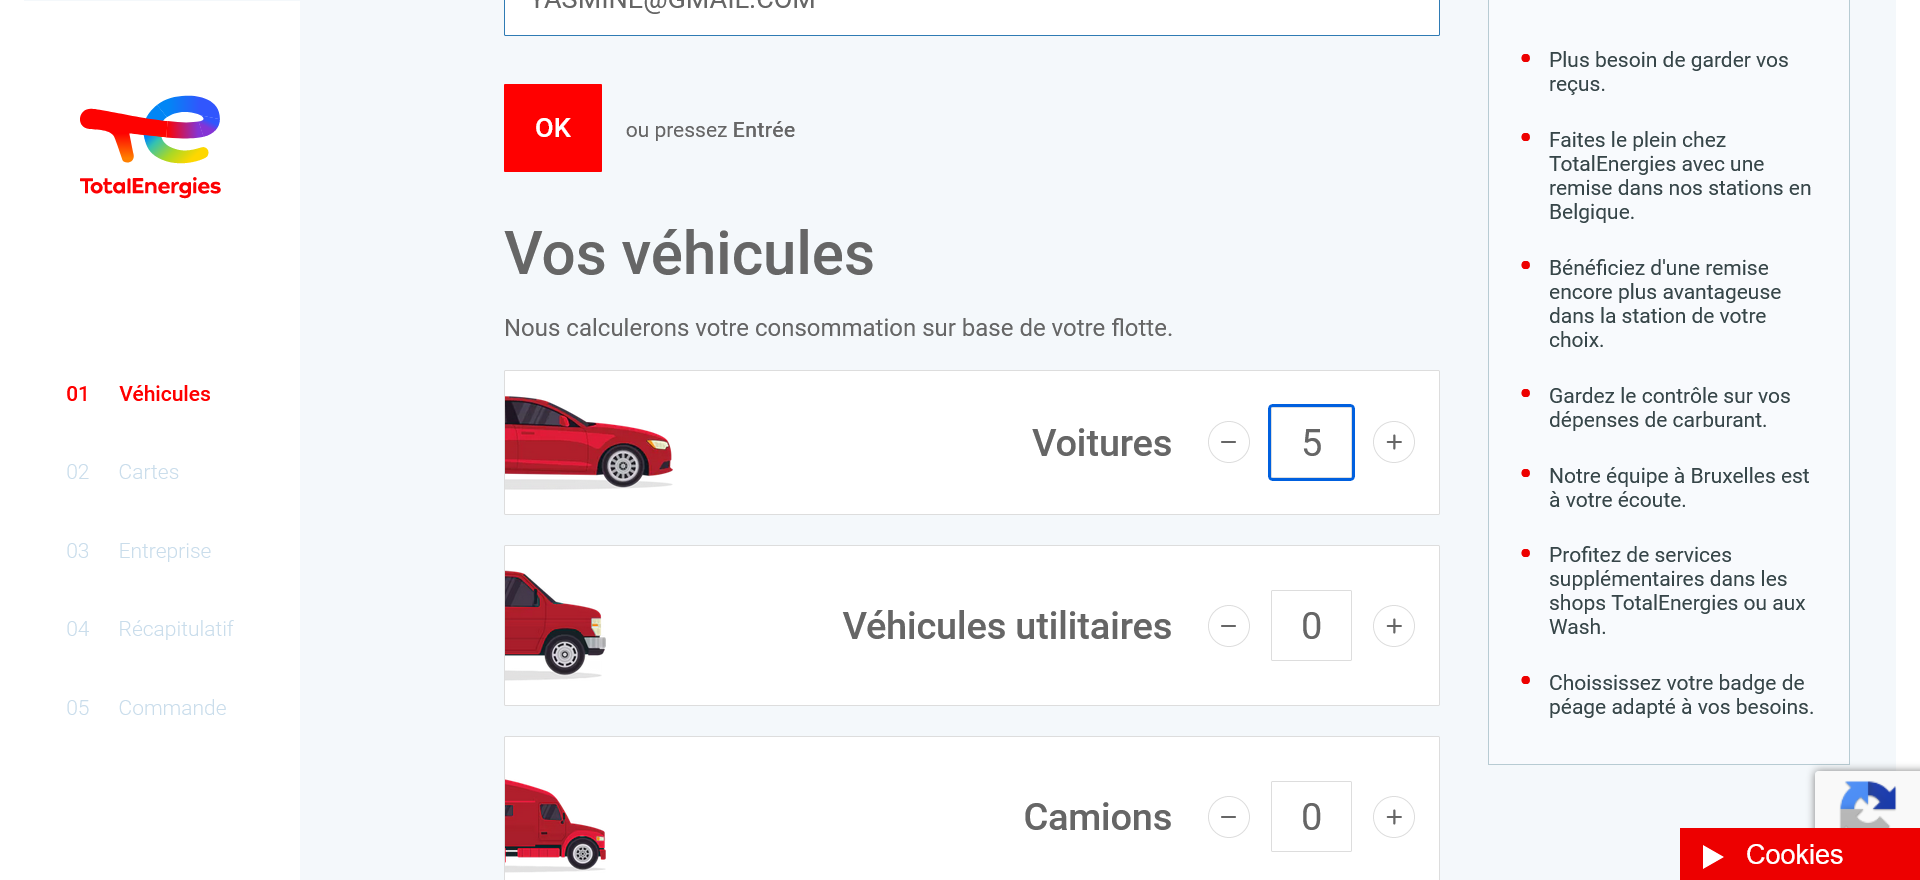 YASMINE@GMAIL.COM
OK
ou pressez Entrée
Vos véhicules
Nous calculerons votre consommation sur base de votre flotte.
Voitures
5
Véhicules utilitaires
0
Camions
0
TotalEnergies
01 Véhicules
02 Cartes
03 Entreprise
04 Récapitulatif
05 Commande
Plus besoin de garder vos
reçus.
Faites le plein chez
TotalEnergies avec une
remise dans nos stations en
Belgique.
Bénéficiez d'une remise
encore plus avantageuse
dans la station de votre
choix.
Gardez le contrôle sur vos
dépenses de carburant.
Notre équipe à Bruxelles est
à votre écoute.
Profitez de services
supplémentaires dans les
shops TotalEnergies ou aux
Wash.
Choississez votre badge de
péage adapté à vos besoins.
Cookies